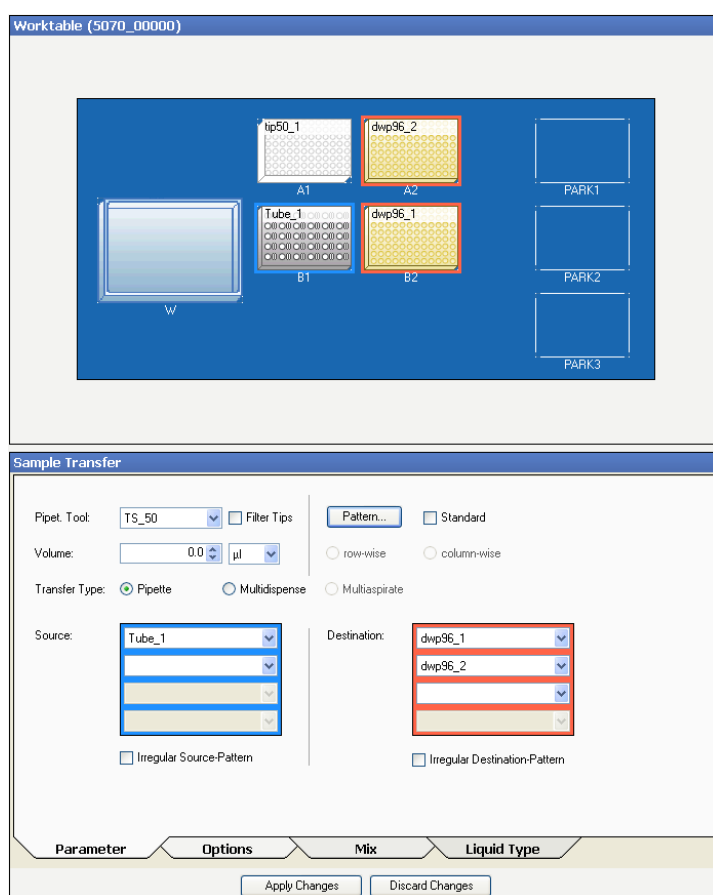 Worktable (5070_00000)
tip50_1
dwp96_2
A1
A2
PARK1
Tube_1
dwp96_1
B1
B2
PARK2
W
PARK3
Sample Transfer
Pipet. Tool: TS_50 Filter Tips Pattern... Standard
Volume: 0.0 µl row-wise column-wise
Transfer Type: Pipette Multidispense Multiaspirate
Source: Tube_1 Destination: dwp96_1
dwp96_2
Irregular Source-Pattern Irregular Destination-Pattern
Parameter Options Mix Liquid Type
Apply Changes Discard Changes